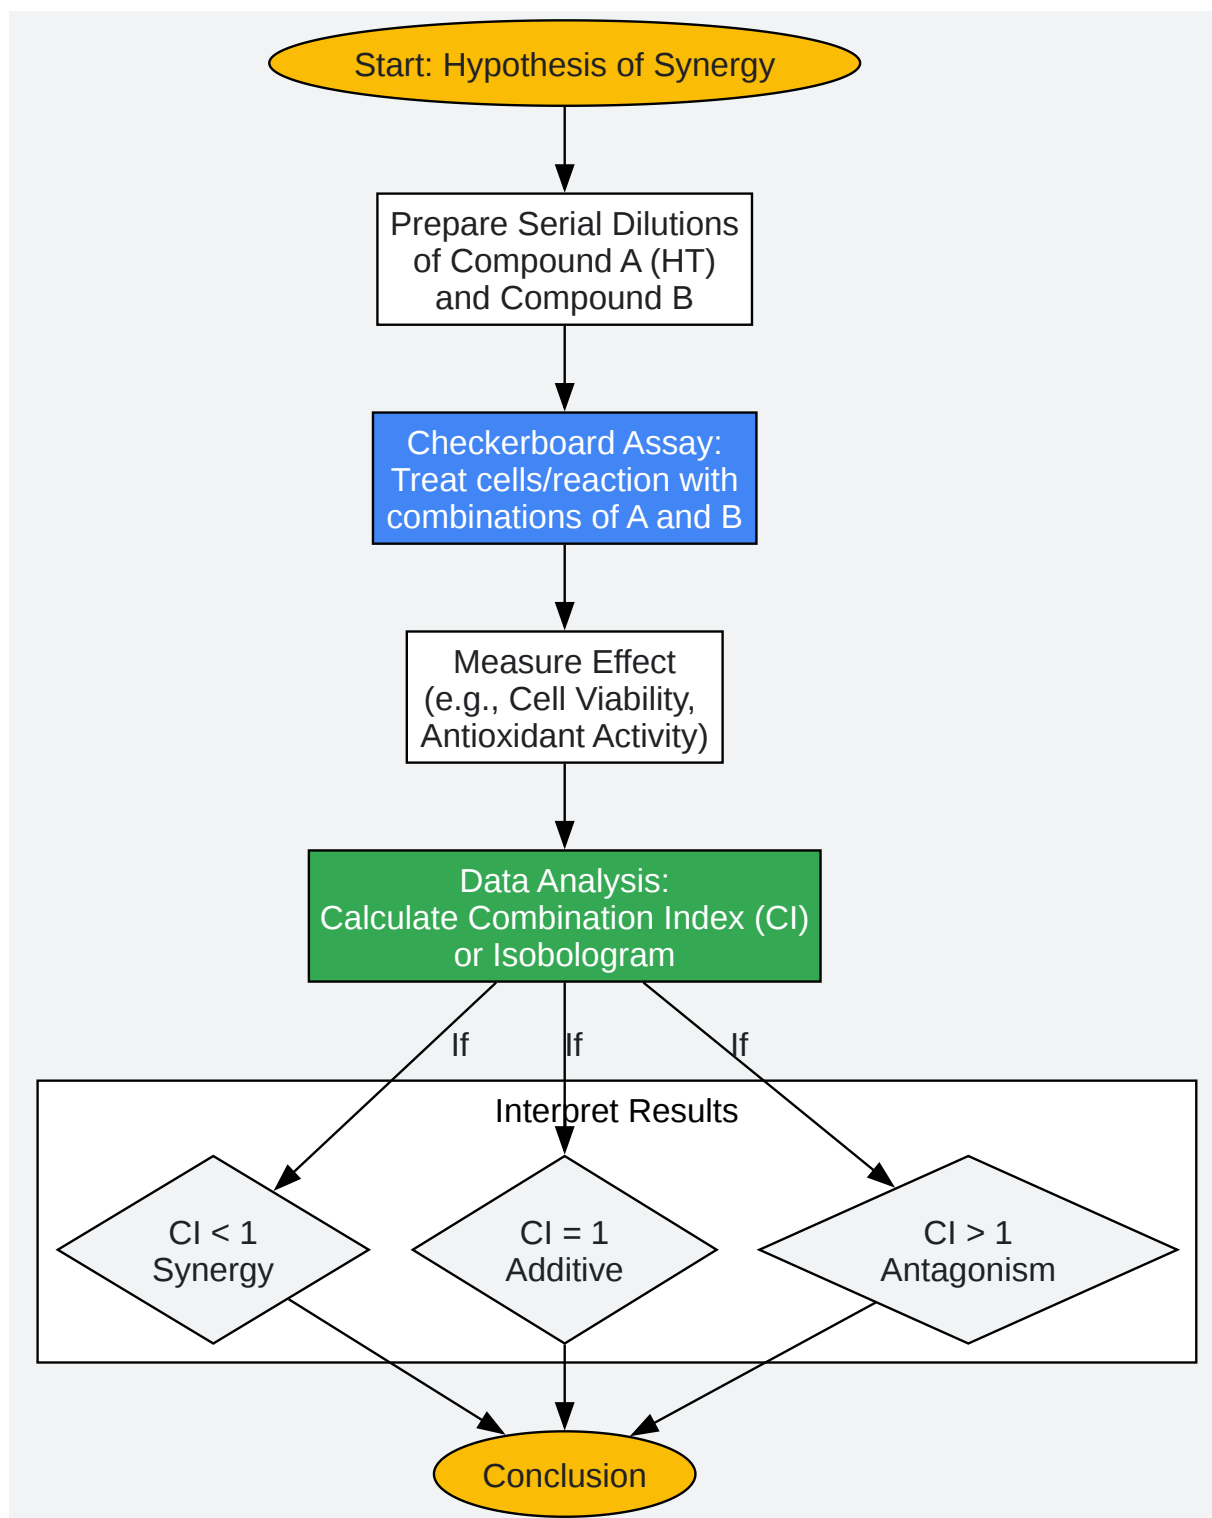 Start: Hypothesis of Synergy
Prepare Serial Dilutions
of Compound A (HT)
and Compound B
Checkerboard Assay:
Treat cells/reaction with
combinations of A and B
Measure Effect
(e.g., Cell Viability,
Antioxidant Activity)
Data Analysis:
Calculate Combination Index (CI)
or Isobologram
If
If
If
Interpret Results
CI < 1
Synergy
CI = 1
Additive
CI > 1
Antagonism
Conclusion